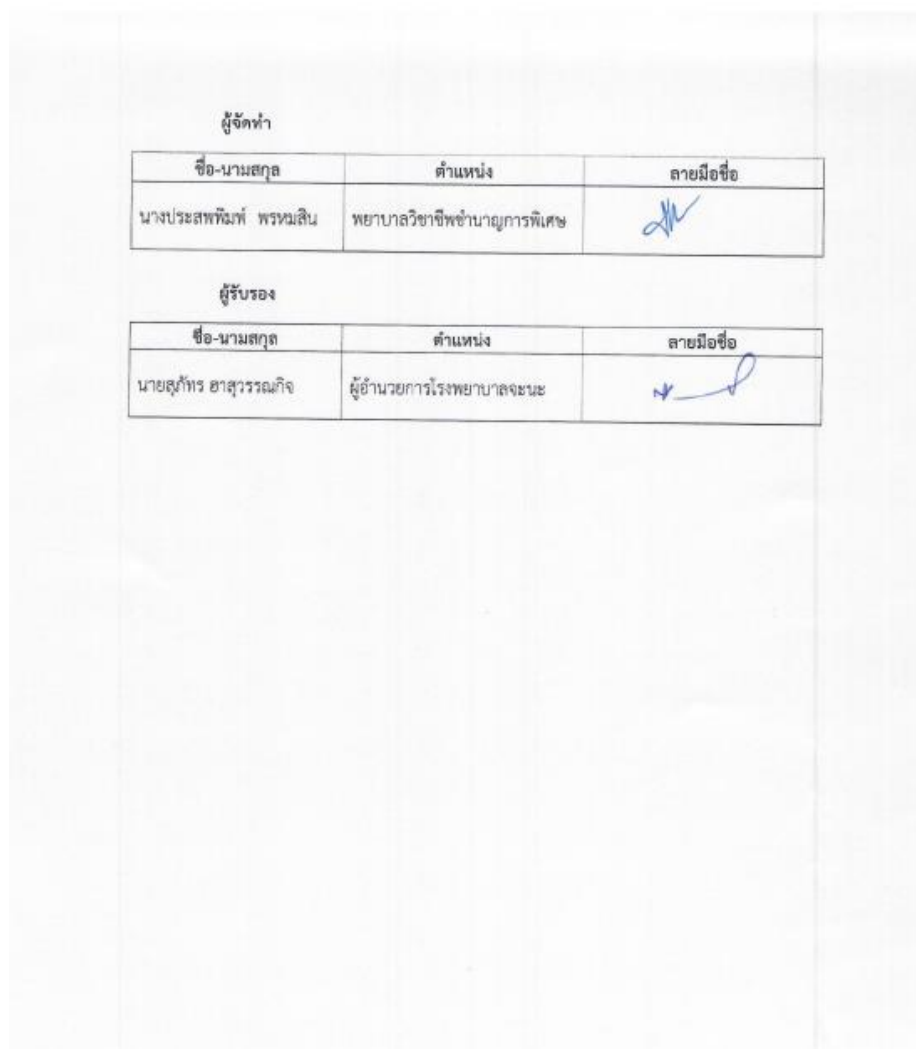 ผู้จัดทำ
ชื่อ-นามสกุล ตำแหน่ง ลายมือชื่อ
นางประสพพิมพ์ พรหมสิน พยาบาลวิชาชีพชำนาญการพิเศษ
ผู้รับรอง
ชื่อ-นามสกุล ตำแหน่ง ลายมือชื่อ
นายสุภัทร ฮาสุวรรณกิจ ผู้อำนวยการโรงพยาบาลจะนะ